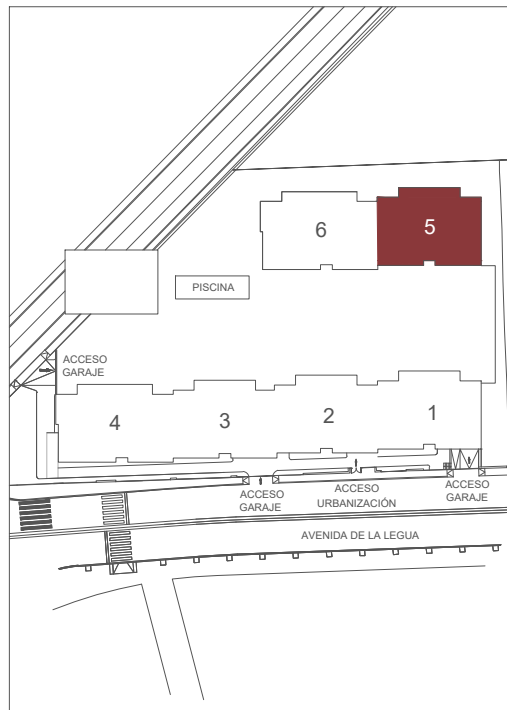 5
6
PISCINA
ACCESO
GARAJE
1
2
3
4
ACCESO
GARAJE
ACCESO
URBANIZACIÓN
ACCESO
GARAJE
AVENIDA DE LA LEGUA